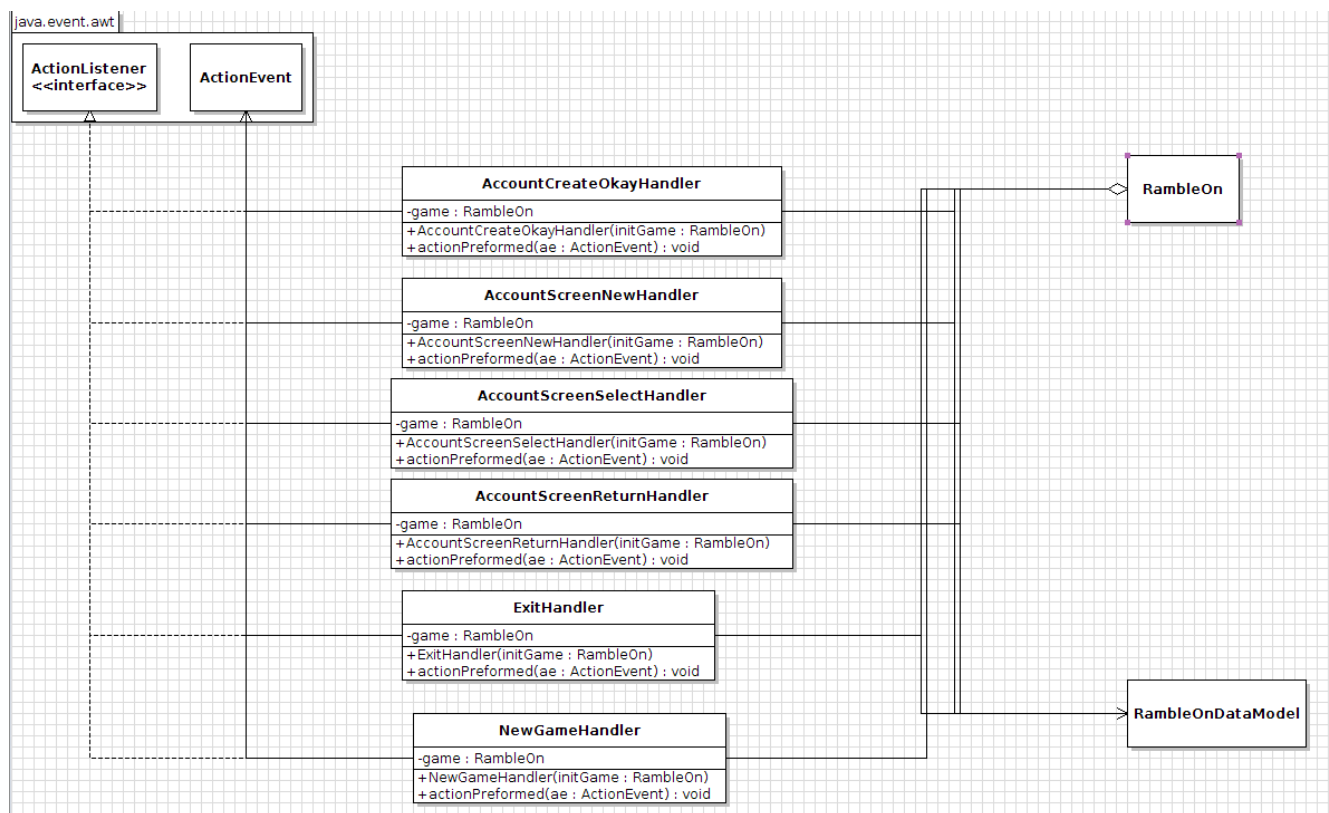 java.event.awt
ActionListener
<<interface>>
ActionEvent
AccountCreateOkayHandler
-game : RambleOn
+AccountCreateOkayHandler(initGame : RambleOn)
+actionPreformed(ae : ActionEvent) : void
RambleOn
AccountScreenNewHandler
-game : RambleOn
+AccountScreenNewHandler(initGame : RambleOn)
+actionPreformed(ae : ActionEvent) : void
AccountScreenSelectHandler
-game : RambleOn
+AccountScreenSelectHandler(initGame : RambleOn)
+actionPreformed(ae : ActionEvent) : void
AccountScreenReturnHandler
-game : RambleOn
+AccountScreenReturnHandler(initGame : RambleOn)
+actionPreformed(ae : ActionEvent) : void
ExitHandler
-game : RambleOn
+ExitHandler(initGame : RambleOn)
+actionPreformed(ae : ActionEvent) : void
RambleOnDataModel
NewGameHandler
-game : RambleOn
+NewGameHandler(initGame : RambleOn)
+actionPreformed(ae : ActionEvent) : void